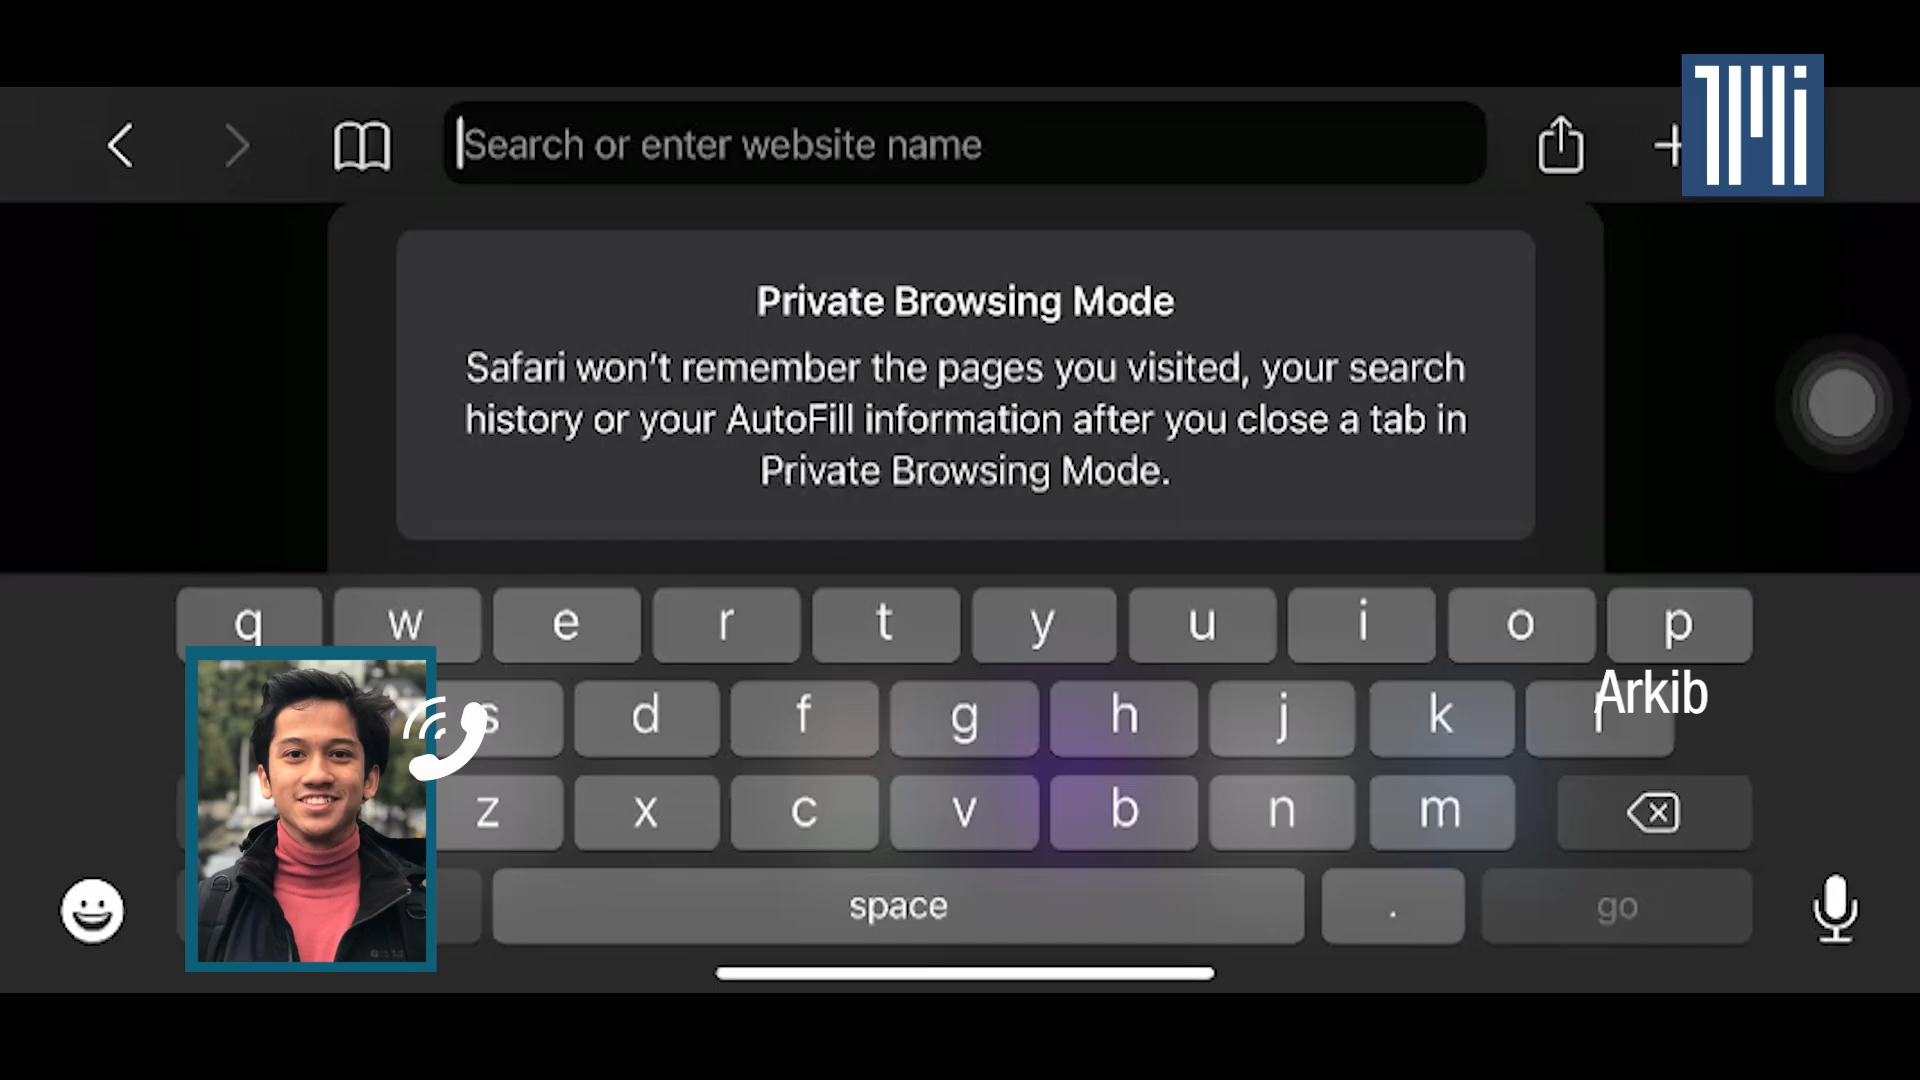 Search or enter website name
1Mi
Private Browsing Mode
Safari won't remember the pages you visited, your search
history or your AutoFill information after you close a tab in
Private Browsing Mode.
q w e r t y u i o p
Arkib
s d f g h j k l
z x c v b n m
space . go